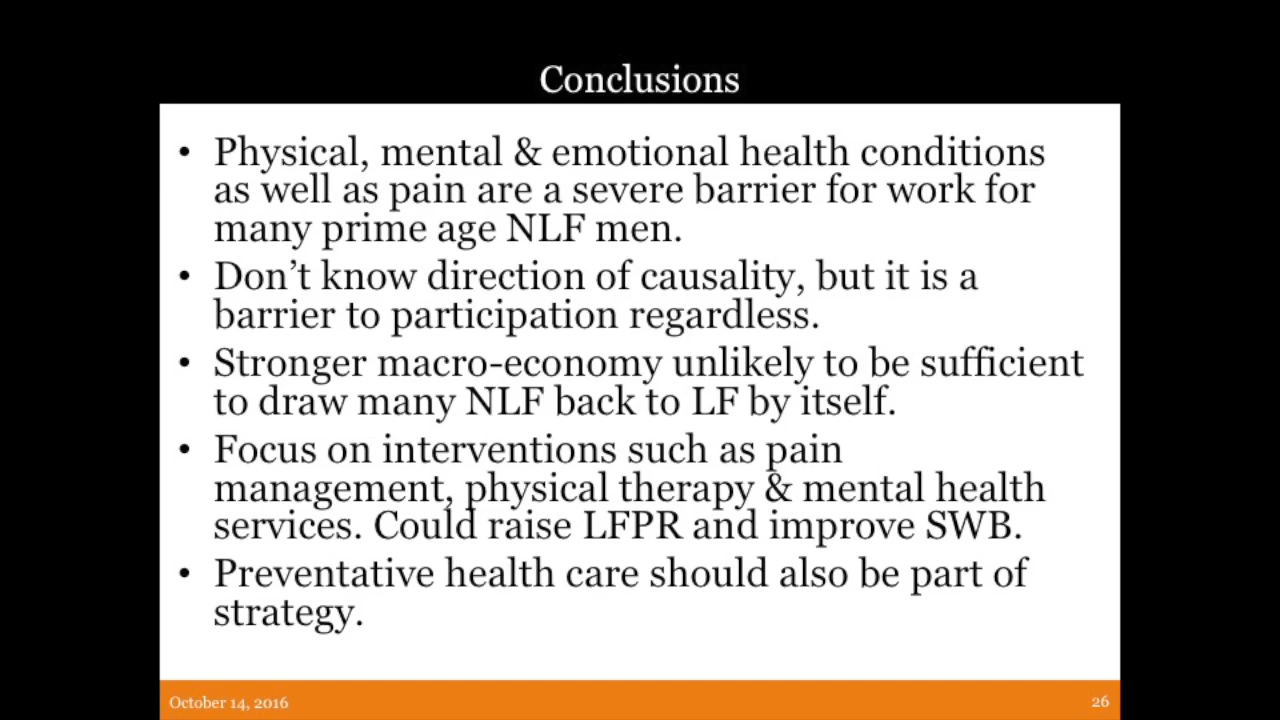 Conclusions
• Physical, mental & emotional health conditions
as well as pain are a severe barrier for work for
many prime age NLF men.
• Don’t know direction of causality, but it is a
barrier to participation regardless.
• Stronger macro-economy unlikely to be sufficient
to draw many NLF back to LF by itself.
• Focus on interventions such as pain
management, physical therapy & mental health
services. Could raise LFPR and improve SWB.
• Preventative health care should also be part of
strategy.
October 14, 2016
26